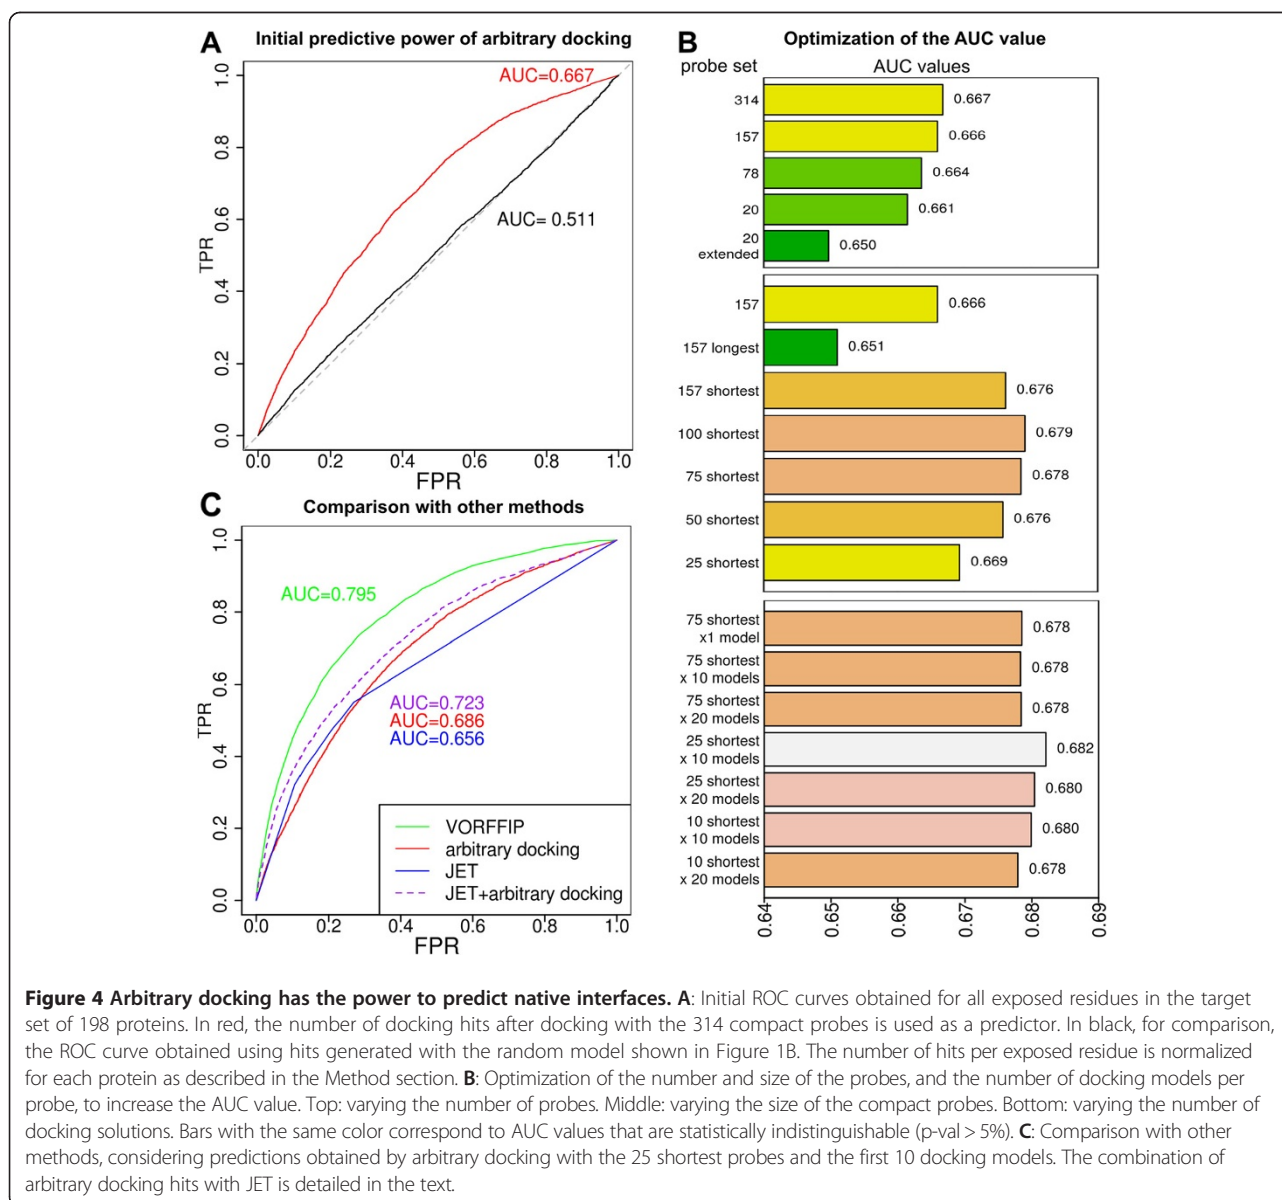 A Initial predictive power of arbitrary docking
AUC=0.667
AUC= 0.511
TPR
0.0 0.2 0.4 0.6 0.8 1.0
0.0 0.2 0.4 0.6 0.8 1.0
FPR
B Optimization of the AUC value
probe set AUC values
314 0.667
157 0.666
78 0.664
20 0.661
20
extended 0.650
157 0.666
157 longest 0.651
157 shortest 0.676
100 shortest 0.679
75 shortest 0.678
50 shortest 0.676
25 shortest 0.669
75 shortest
x1 model 0.678
75 shortest
x 10 models 0.678
75 shortest
x 20 models 0.678
25 shortest
x 10 models 0.682
25 shortest
x 20 models 0.680
10 shortest
x 10 models 0.680
10 shortest
x 20 models 0.678
0.64 0.65 0.66 0.67 0.68 0.69
C Comparison with other methods
AUC=0.795
AUC=0.723
AUC=0.686
AUC=0.656
VORFFIP
arbitrary docking
JET
JET+arbitrary docking
TPR
0.0 0.2 0.4 0.6 0.8 1.0
0.0 0.2 0.4 0.6 0.8 1.0
FPR
Figure 4 Arbitrary docking has the power to predict native interfaces. A: Initial ROC curves obtained for all exposed residues in the target
set of 198 proteins. In red, the number of docking hits after docking with the 314 compact probes is used as a predictor. In black, for comparison,
the ROC curve obtained using hits generated with the random model shown in Figure 1B. The number of hits per exposed residue is normalized
for each protein as described in the Method section. B: Optimization of the number and size of the probes, and the number of docking models per
probe, to increase the AUC value. Top: varying the number of probes. Middle: varying the size of the compact probes. Bottom: varying the number of
docking solutions. Bars with the same color correspond to AUC values that are statistically indistinguishable (p-val > 5%). C: Comparison with other
methods, considering predictions obtained by arbitrary docking with the 25 shortest probes and the first 10 docking models. The combination of
arbitrary docking hits with JET is detailed in the text.